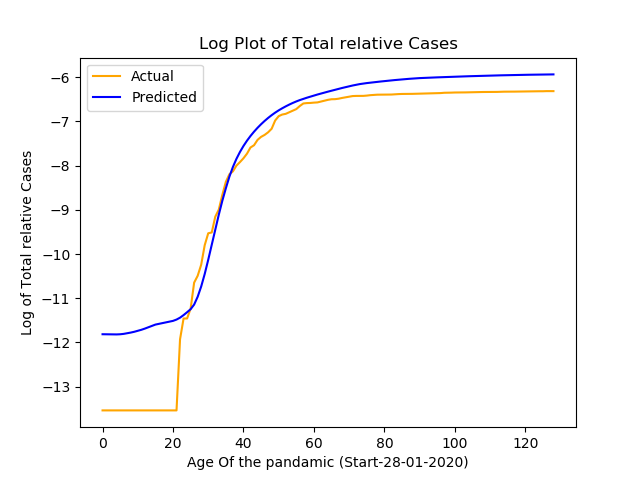 Log Plot of Total relative Cases
Actual
Predicted
Log of Total relative Cases
−6
−7
−8
−9
−10
−11
−12
−13
0 20 40 60 80 100 120
Age Of the pandamic (Start-28-01-2020)